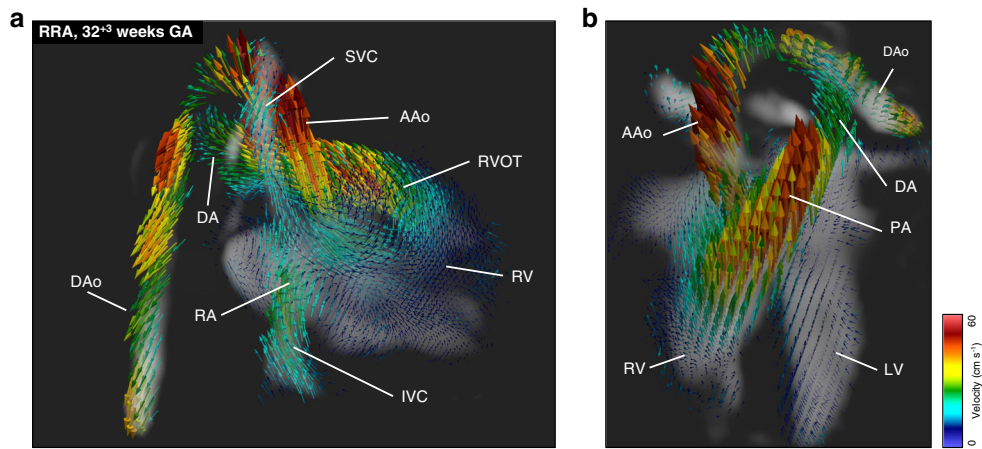 a
RRA, 32⁺³ weeks GA
SVC
AAo
RVOT
DA
DAo
RV
RA
IVC
b
DAo
AAo
DA
PA
RV
LV
60
Velocity (cm s⁻¹)
0